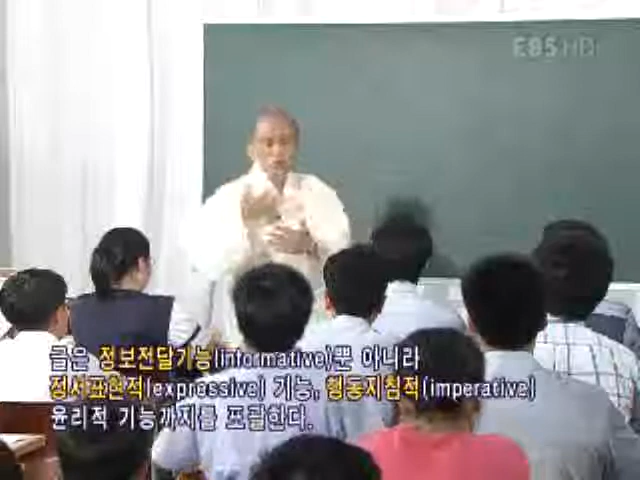 EBS HD
글은 정보전달기능(informative)뿐 아니라
정서표현적(expressive) 기능, 행동지침적(imperative)
윤리적 기능까지를 포괄한다.